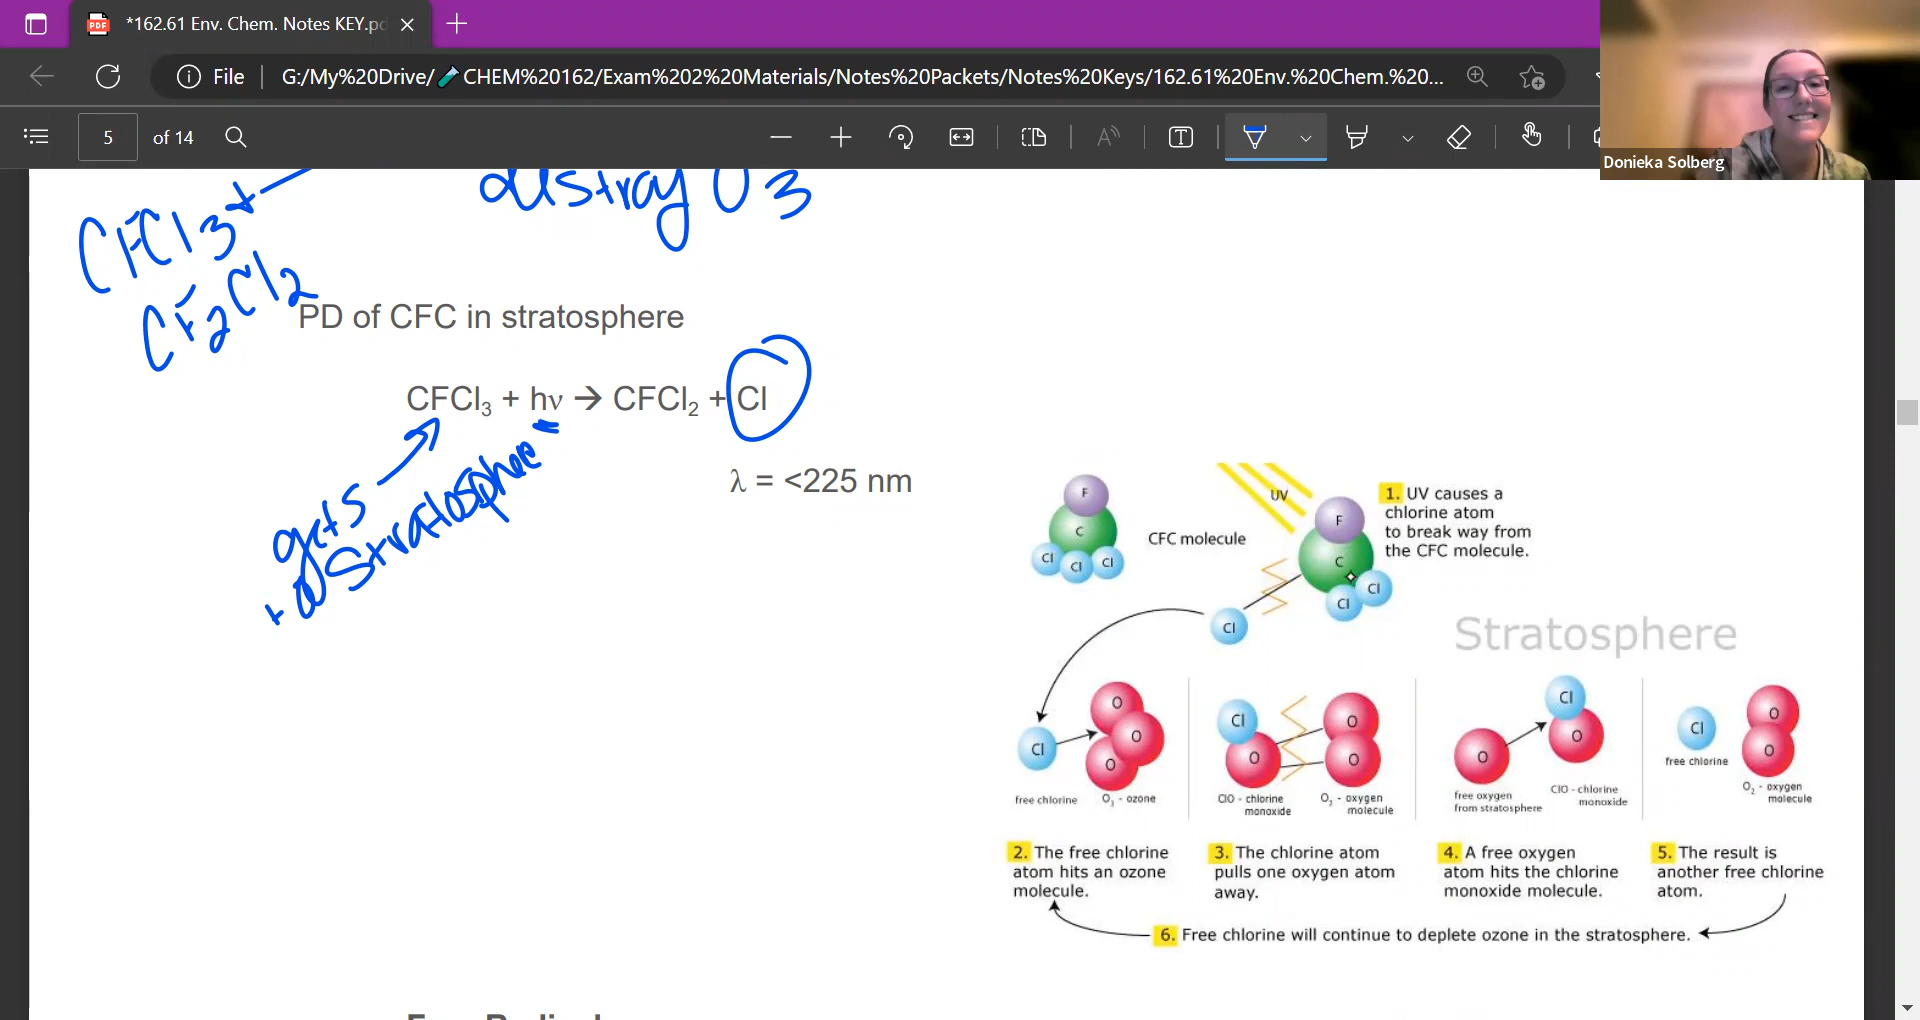 *162.61 Env. Chem. Notes KEY.pd
File
G:/My%20Drive/ CHEM%20162/Exam%202%20Materials/Notes%20Packets/Notes%20Keys/162.61%20Env.%20Chem.%20...
5 of 14
Donieka Solberg
distray O3
CFCl3
CF2Cl2
PD of CFC in stratosphere
CFCl₃ + hν → CFCl₂ + Cl
gets
to Stratosphere
λ = <225 nm
F
C
Cl
Cl
Cl
CFC molecule
UV
F
C
Cl
Cl
Cl
1. UV causes a
chlorine atom
to break way from
the CFC molecule.
Stratosphere
Cl
O
O
O
free chlorine
O₃ - ozone
Cl
O
O
O
ClO - chlorine
monoxide
O₂ - oxygen
molecule
O
Cl
O
free oxygen
from stratosphere
ClO - chlorine
monoxide
Cl
free chlorine
O
O
O₂ - oxygen
molecule
2. The free chlorine
atom hits an ozone
molecule.
3. The chlorine atom
pulls one oxygen atom
away.
4. A free oxygen
atom hits the chlorine
monoxide molecule.
5. The result is
another free chlorine
atom.
6. Free chlorine will continue to deplete ozone in the stratosphere.